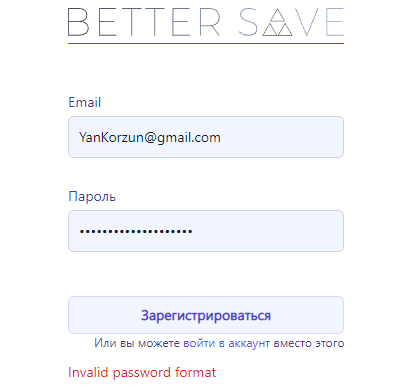 BETTER SAVE
Email
YanKorzun@gmail.com
Пароль
••••••••••••••••••••
Зарегистрироваться
Или вы можете войти в аккаунт вместо этого
Invalid password format